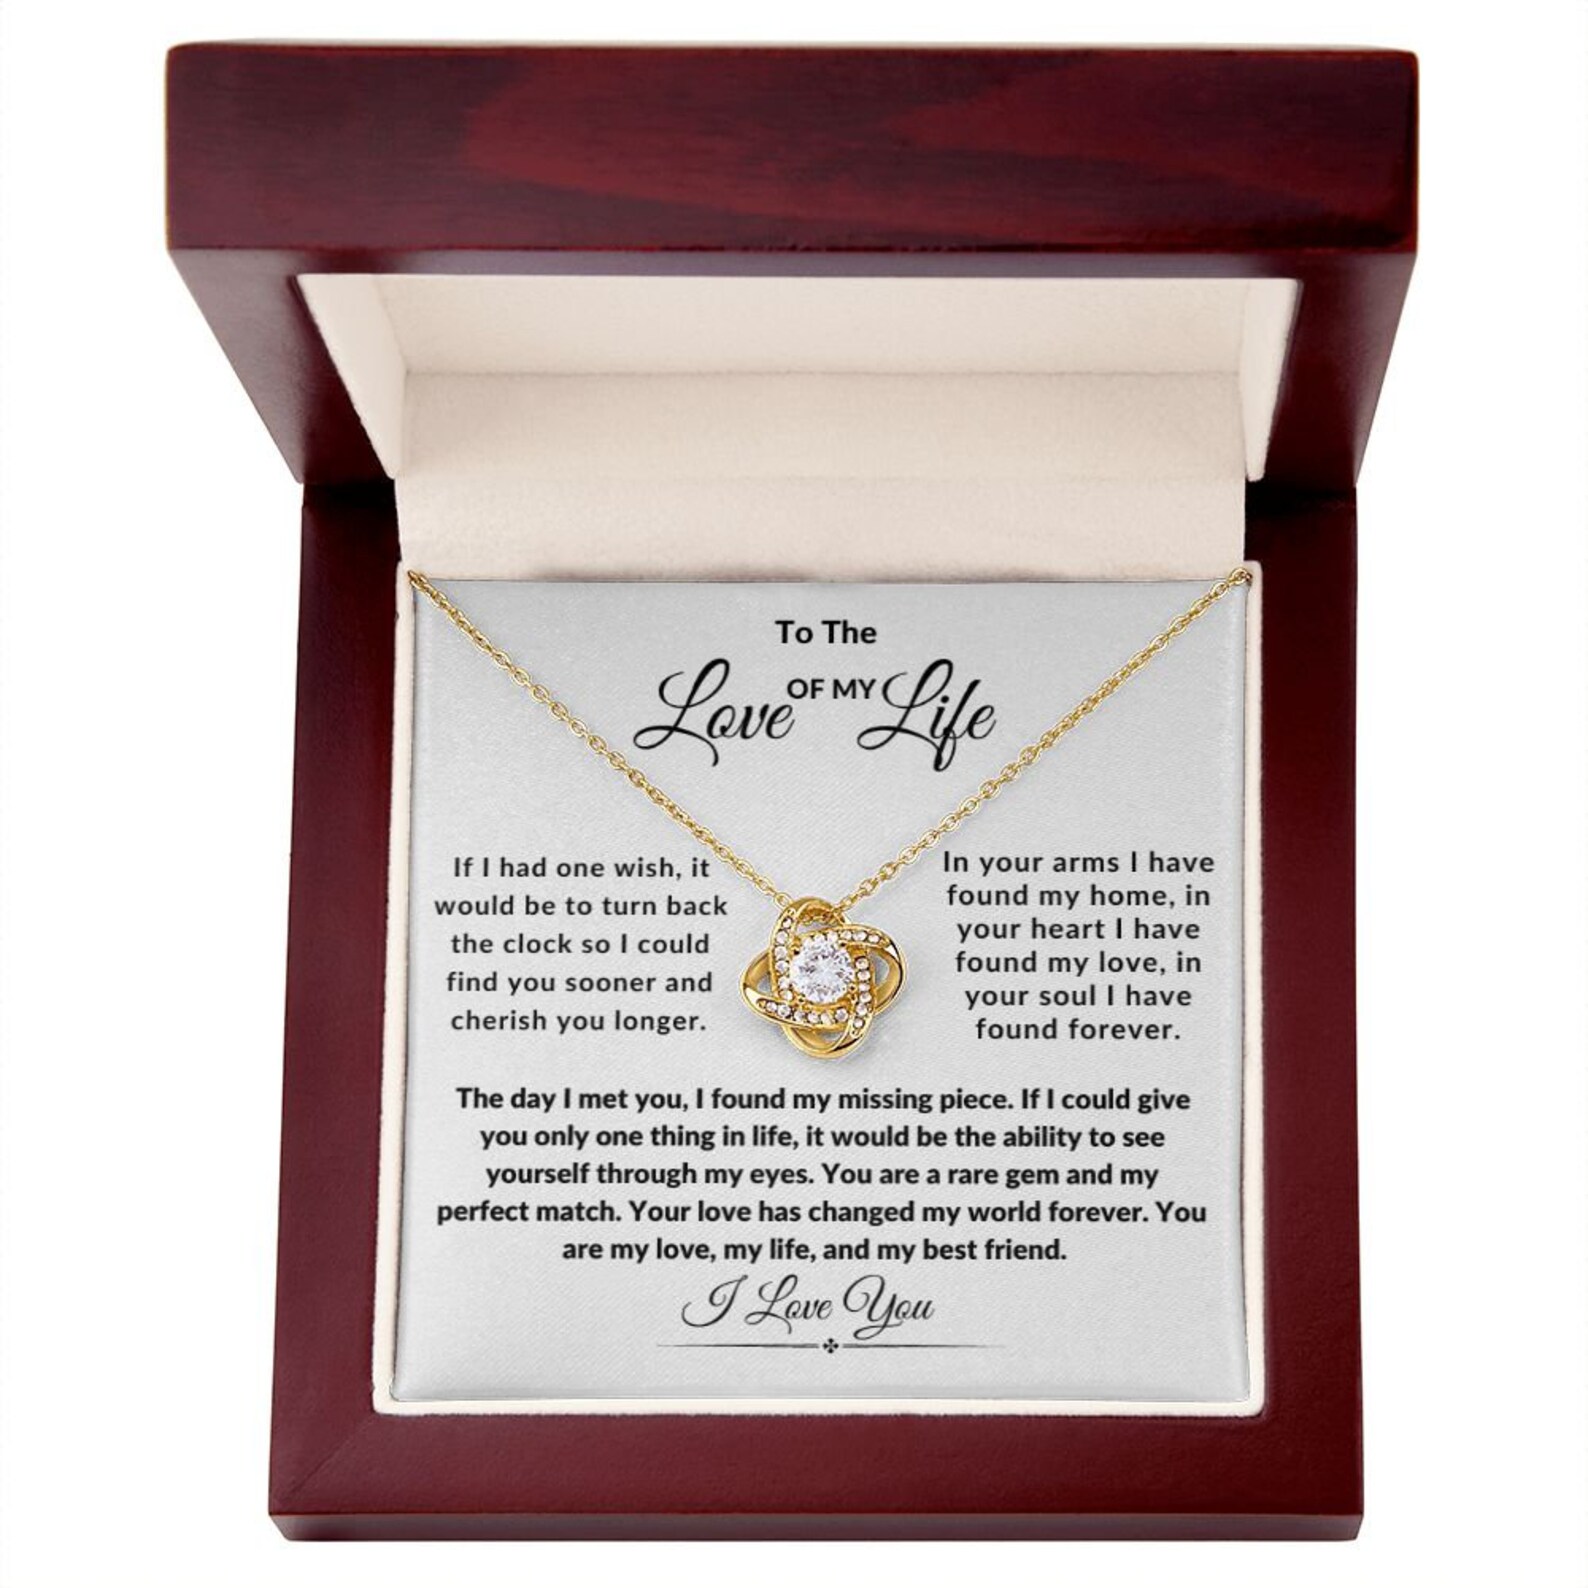 To The
Love OF MY Life
If I had one wish, it
would be to turn back
the clock so I could
find you sooner and
cherish you longer.
In your arms I have
found my home, in
your heart I have
found my love, in
your soul I have
found forever.
The day I met you, I found my missing piece. If I could give
you only one thing in life, it would be the ability to see
yourself through my eyes. You are a rare gem and my
perfect match. Your love has changed my world forever. You
are my love, my life, and my best friend.
I Love You